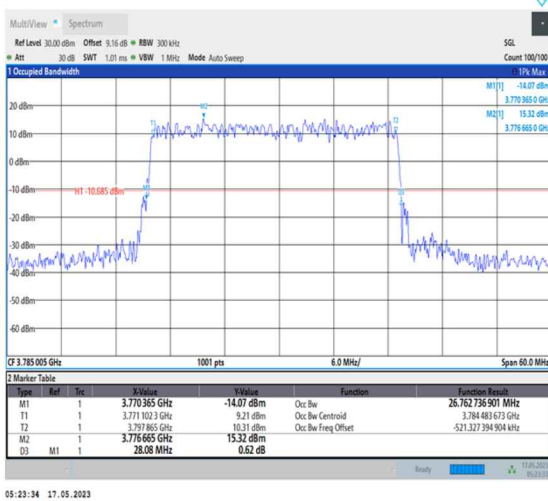 MultiView Spectrum
Ref Level 30.00 dBm Offset 9.16 dB RBW 300 kHz SGL
Att 30 dB SWT 1.01 ms VBW 1 MHz Mode Auto Sweep Count 100/100
1 Occupied Bandwidth 1Pk Max
M1[1] -14.07 dBm
3.770 365 0 GHz
M2[1] 15.32 dBm
3.776 665 0 GHz
20 dBm
M2
T1 T2
10 dBm
0 dBm
-10 dBm
H1 -10.685 dBm
-20 dBm
-30 dBm
-40 dBm
-50 dBm
-60 dBm
CF 3.785 005 GHz 1001 pts 6.0 MHz/ Span 60.0 MHz
2 Marker Table
Type Ref Trc X-Value Y-Value Function Function Result
M1 1 3.770 365 GHz -14.07 dBm Occ Bw 26.762 736 901 MHz
T1 1 3.771 102 3 GHz 9.21 dBm Occ Bw Centroid 3.784 483 673 GHz
T2 1 3.797 865 GHz 10.31 dBm Occ Bw Freq Offset -521.327 394 904 kHz
M2 1 3.776 665 GHz 15.32 dBm
D3 M1 1 28.08 MHz 0.62 dB
Ready 17.05.2023
05:23:33
05:23:34 17.05.2023